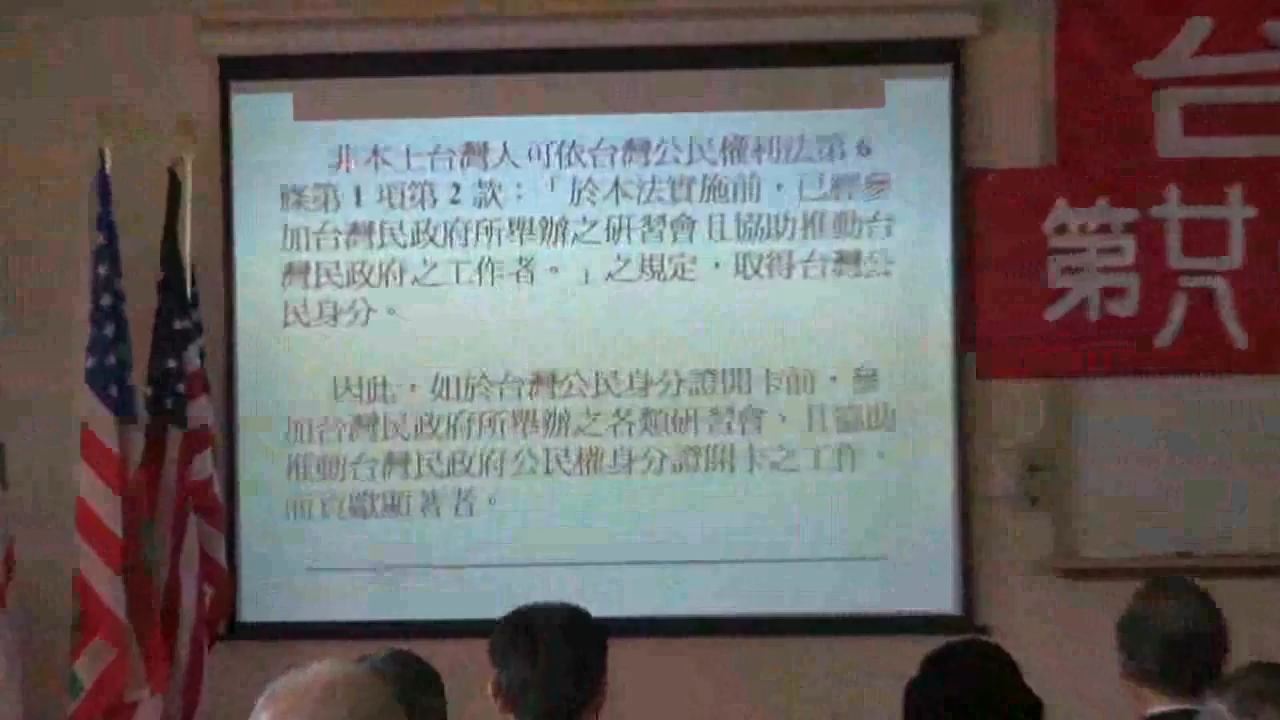 非本土台灣人可依台灣公民權利法第 6
條第 1 項第 2 款：「於本法實施前，已經參
加台灣民政府所舉辦之研習會且協助推動台
灣民政府之工作者。」之規定，取得台灣公
民身分。
因此，如於台灣公民身分證開卡前，參
加台灣民政府所舉辦之各類研習會，且協助
推動台灣民政府公民權身分證開卡之工作，
而貢獻顯著者。
台
第廿八